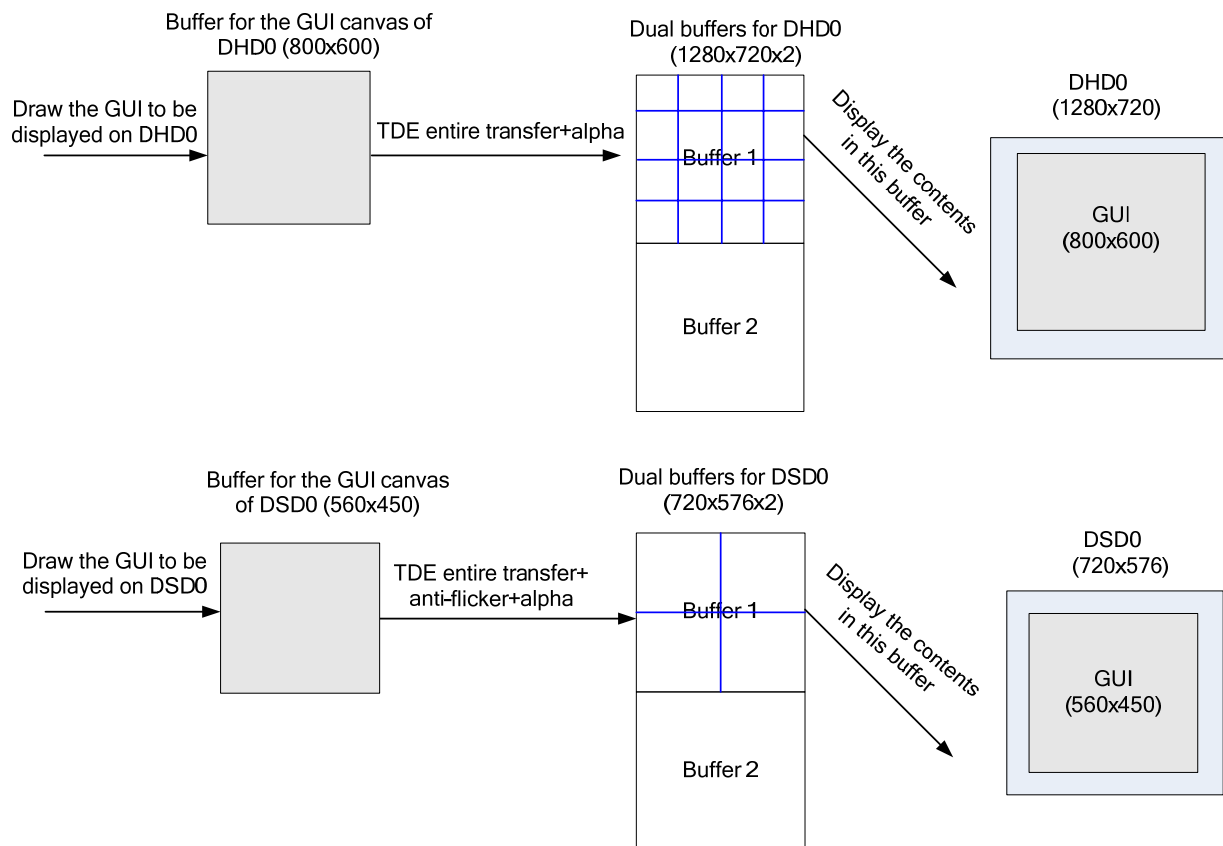 Buffer for the GUI canvas of
DHD0 (800x600)
Draw the GUI to be
displayed on DHD0
TDE entire transfer+alpha
Dual buffers for DHD0
(1280x720x2)
Buffer 1
Buffer 2
Display the contents
in this buffer
DHD0
(1280x720)
GUI
(800x600)
Buffer for the GUI canvas
of DSD0 (560x450)
Draw the GUI to be
displayed on DSD0
TDE entire transfer+
anti-flicker+alpha
Dual buffers for DSD0
(720x576x2)
Buffer 1
Buffer 2
Display the contents
in this buffer
DSD0
(720x576)
GUI
(560x450)